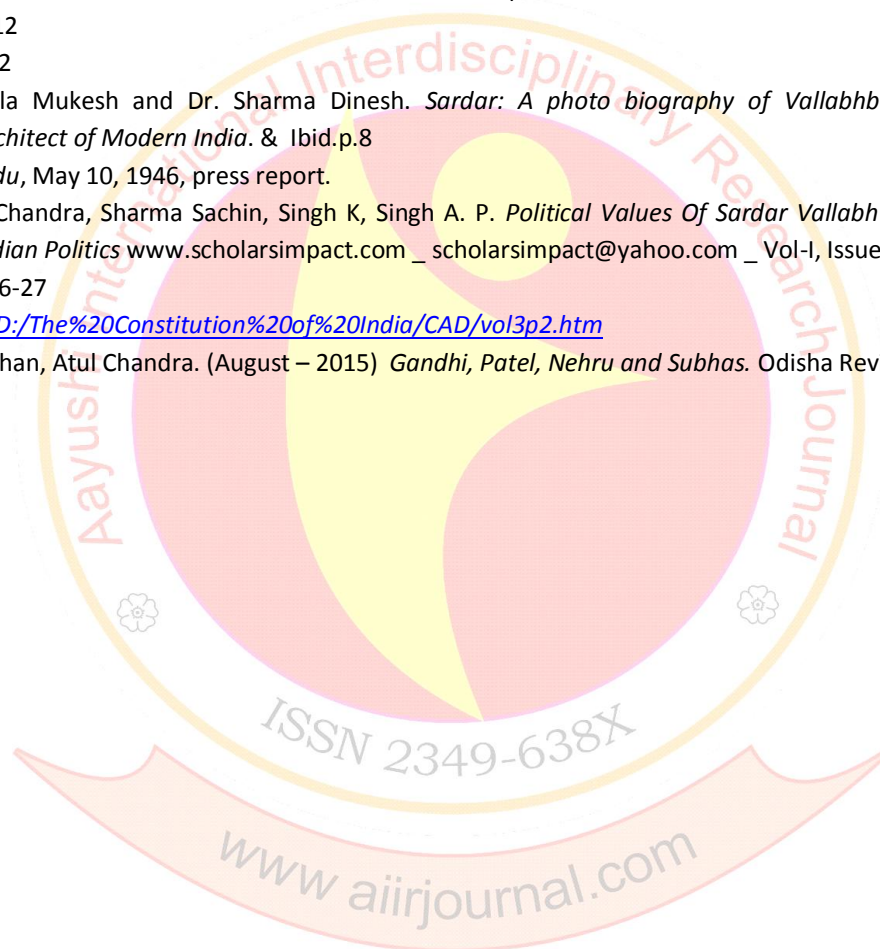 12
2
la Mukesh and Dr. Sharma Dinesh. Sardar: A photo biography of Vallabhb
chitect of Modern India. & Ibid.p.8
du, May 10, 1946, press report.
Chandra, Sharma Sachin, Singh K, Singh A. P. Political Values Of Sardar Vallabh
dian Politics www.scholarsimpact.com _ scholarsimpact@yahoo.com _ Vol-I, Issue
6-27
D:/The%20Constitution%20of%20India/CAD/vol3p2.htm
han, Atul Chandra. (August – 2015) Gandhi, Patel, Nehru and Subhas. Odisha Rev
Aayushi International Interdisciplinary Research Journal
ISSN 2349-638X
www aiirjournal.com